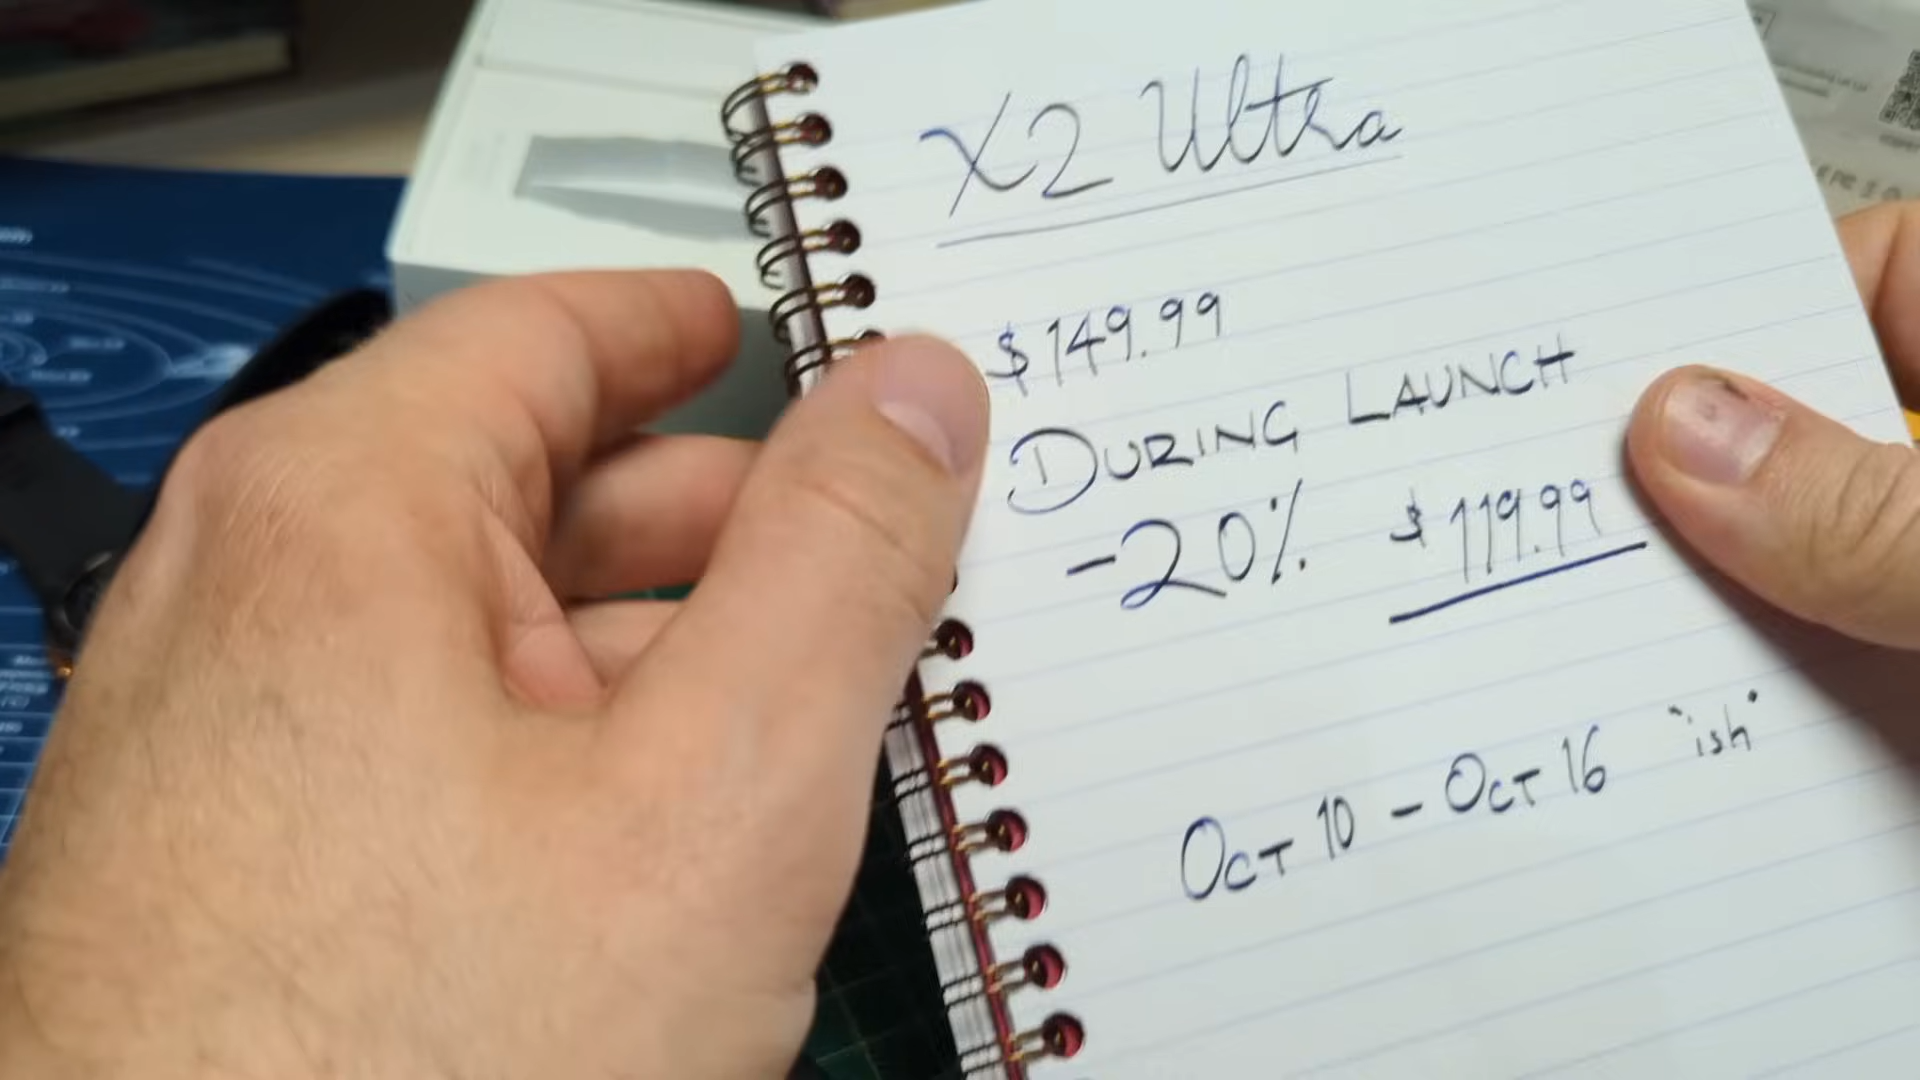 X2 Ultra
$149.99
DURING LAUNCH
-20% $119.99
OCT 10 - OCT 16 "ish"